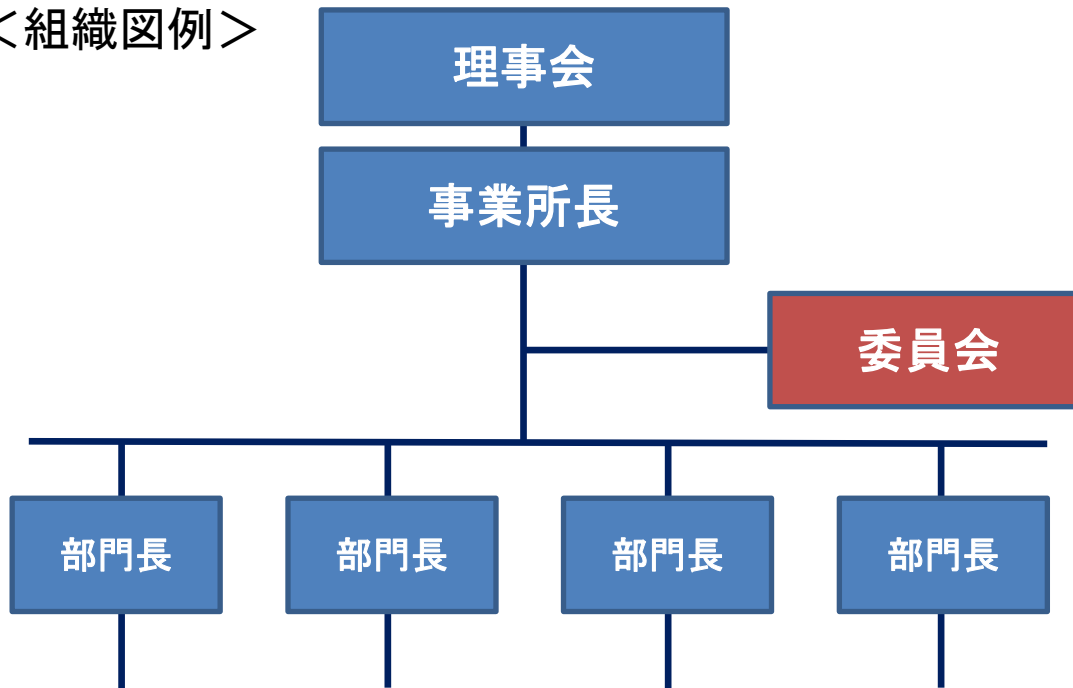 ＜組織図例＞
理事会
事業所長
委員会
部門長
部門長
部門長
部門長